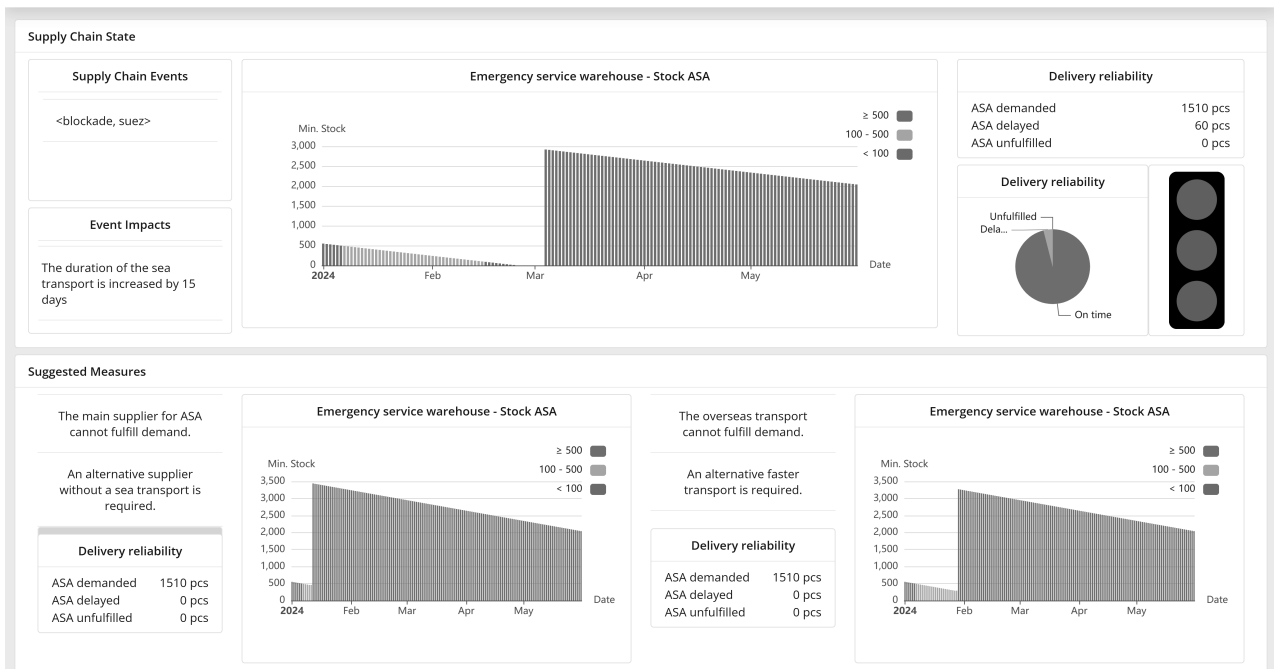 Supply Chain State
Supply Chain Events
<blockade, suez>
Event Impacts
The duration of the sea
transport is increased by 15
days
Emergency service warehouse - Stock ASA
Min. Stock
≥ 500
100 - 500
< 100
3,000
2,500
2,000
1,500
1,000
500
0
2024
Feb
Mar
Apr
May
Date
Delivery reliability
ASA demanded 1510 pcs
ASA delayed 60 pcs
ASA unfulfilled 0 pcs
Delivery reliability
Unfulfilled
Dela...
On time
Suggested Measures
The main supplier for ASA
cannot fulfill demand.
An alternative supplier
without a sea transport is
required.
Delivery reliability
ASA demanded 1510 pcs
ASA delayed 0 pcs
ASA unfulfilled 0 pcs
Emergency service warehouse - Stock ASA
Min. Stock
≥ 500
100 - 500
< 100
3,500
3,000
2,500
2,000
1,500
1,000
500
0
2024
Feb
Mar
Apr
May
Date
The overseas transport
cannot fulfill demand.
An alternative faster
transport is required.
Delivery reliability
ASA demanded 1510 pcs
ASA delayed 0 pcs
ASA unfulfilled 0 pcs
Emergency service warehouse - Stock ASA
Min. Stock
≥ 500
100 - 500
< 100
3,500
3,000
2,500
2,000
1,500
1,000
500
0
2024
Feb
Mar
Apr
May
Date